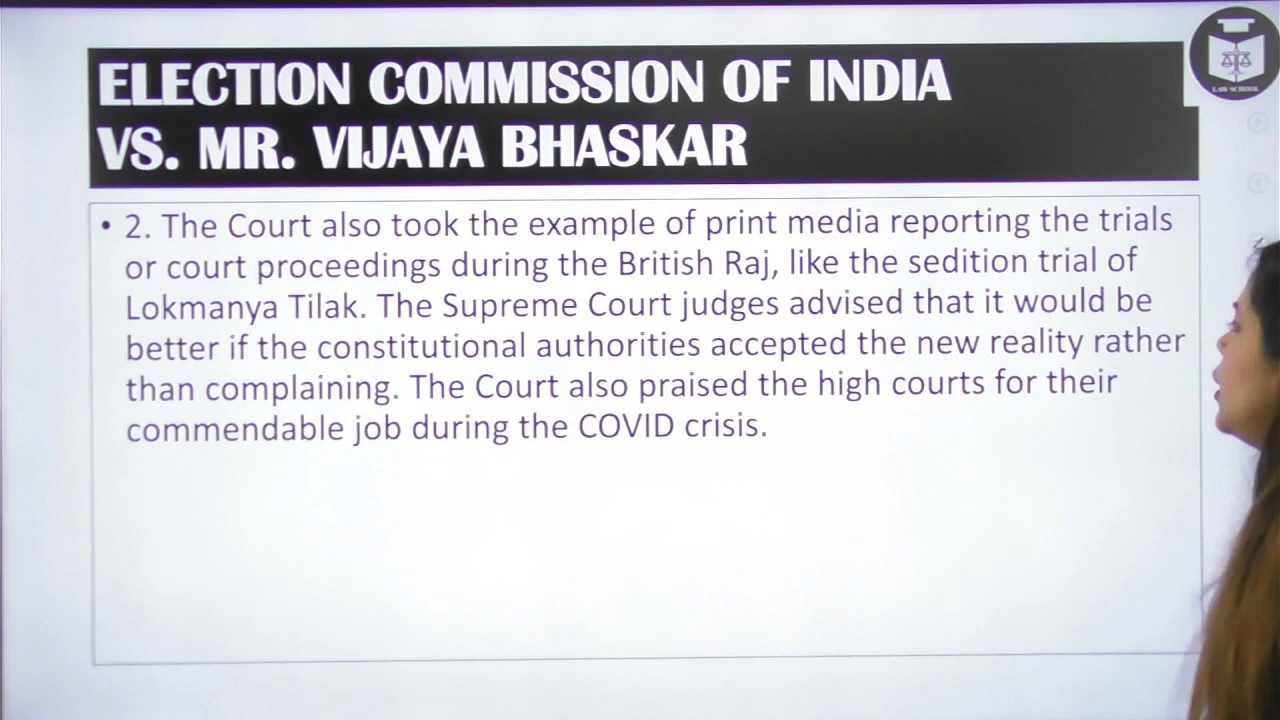 ELECTION COMMISSION OF INDIA
VS. MR. VIJAYA BHASKAR
LAW SCHOOL
• 2. The Court also took the example of print media reporting the trials
or court proceedings during the British Raj, like the sedition trial of
Lokmanya Tilak. The Supreme Court judges advised that it would be
better if the constitutional authorities accepted the new reality rather
than complaining. The Court also praised the high courts for their
commendable job during the COVID crisis.